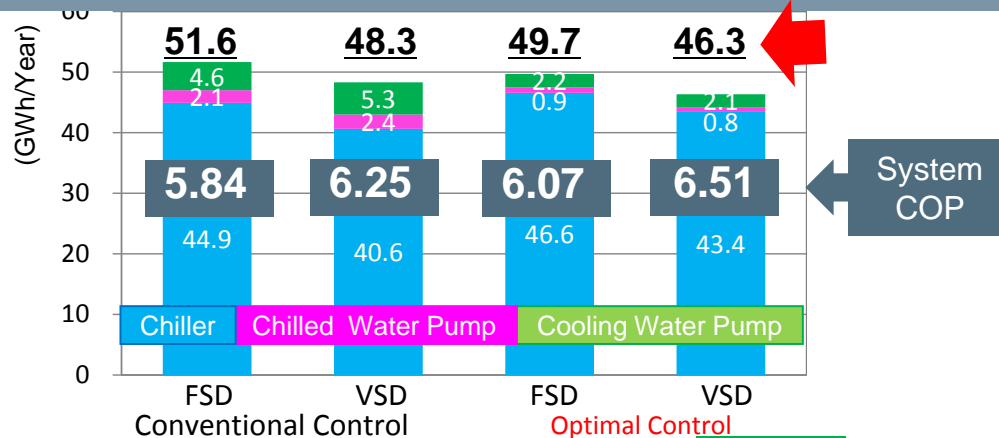 (GWh/Year)
60
50
40
30
20
10
0
51.6 48.3 49.7 46.3
4.6 5.3 2.2 2.1
2.1 2.4 0.9 0.8
5.84 6.25 6.07 6.51
System
COP
44.9 40.6 46.6 43.4
Chiller Chilled Water Pump Cooling Water Pump
FSD VSD FSD VSD
Conventional Control Optimal Control